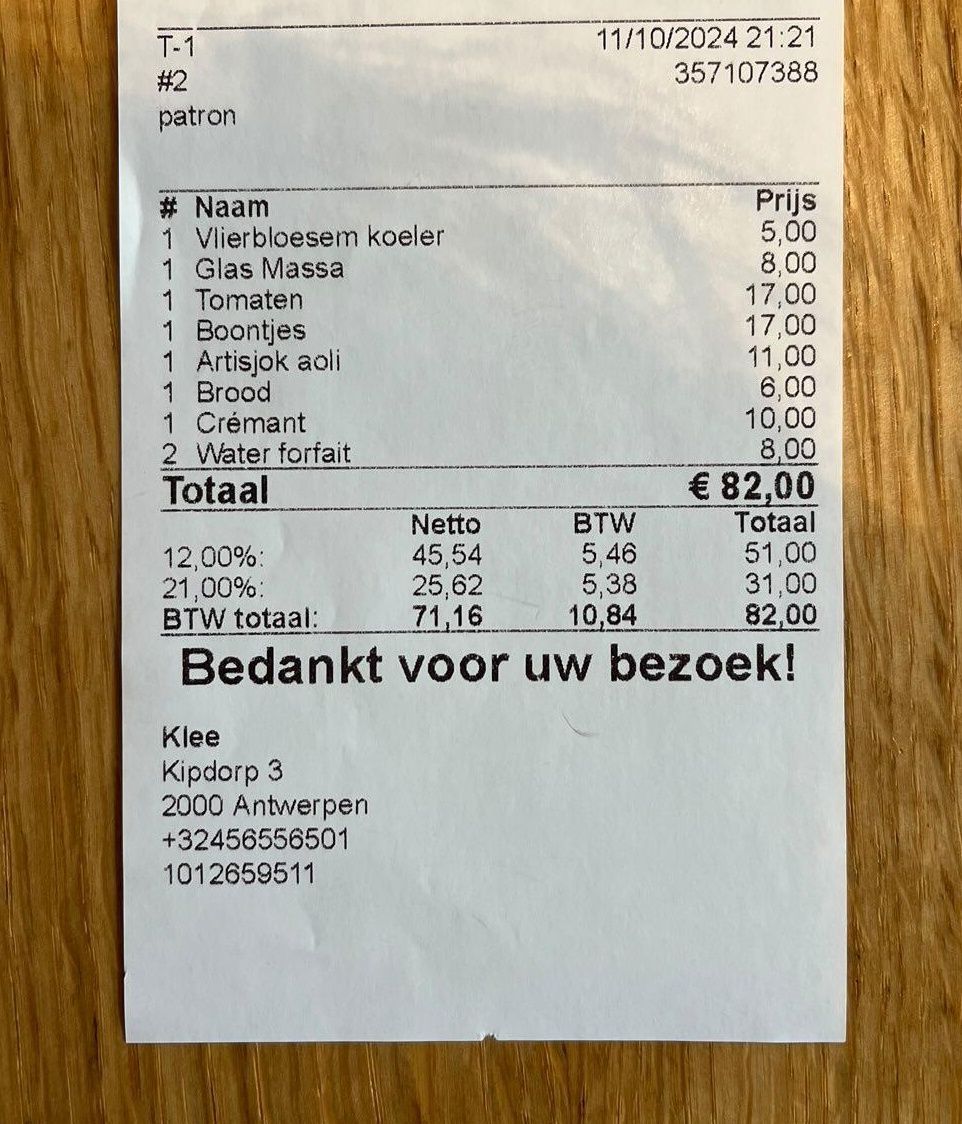 T-1 11/10/2024 21:21
#2 357107388
patron
# Naam Prijs
1 Vlierbloesem koeler 5,00
1 Glas Massa 8,00
1 Tomaten 17,00
1 Boontjes 17,00
1 Artisjok aoli 11,00
1 Brood 6,00
1 Crémant 10,00
2 Water forfait 8,00
Totaal € 82,00
Netto BTW Totaal
12,00%: 45,54 5,46 51,00
21,00%: 25,62 5,38 31,00
BTW totaal: 71,16 10,84 82,00
Bedankt voor uw bezoek!
Klee
Kipdorp 3
2000 Antwerpen
+32456556501
1012659511